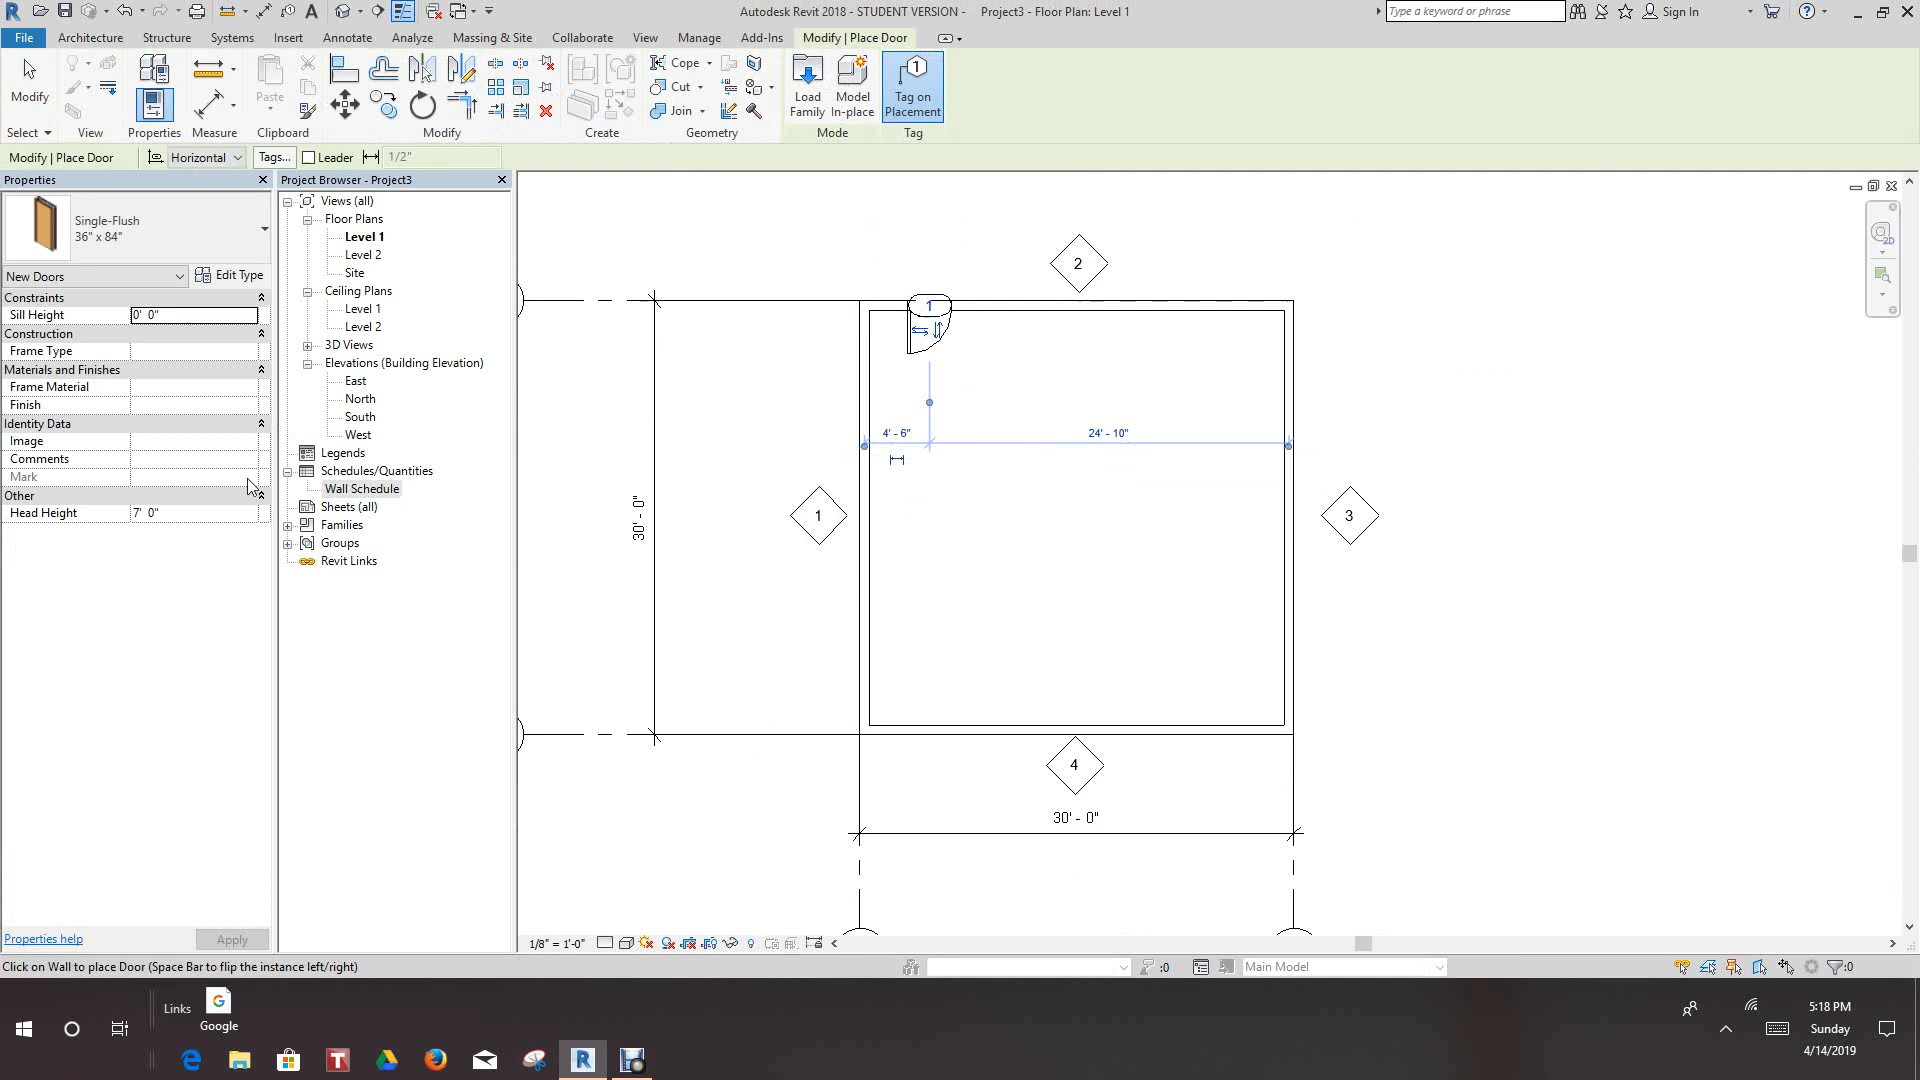 Autodesk Revit 2018 - STUDENT VERSION - Project3 - Floor Plan: Level 1
Type a keyword or phrase
Sign In
File Architecture Structure Systems Insert Annotate Analyze Massing & Site Collaborate View Manage Add-Ins Modify | Place Door
Modify
Paste
Cope
Cut
Join
Load Family
Model In-place
Tag on Placement
Select View Properties Measure Clipboard Modify Create Geometry Mode Tag
Modify | Place Door Horizontal Tags... Leader 1/2"
Properties
Single-Flush
36" x 84"
New Doors Edit Type
Constraints
Sill Height 0' 0"
Construction
Frame Type
Materials and Finishes
Frame Material
Finish
Identity Data
Image
Comments
Mark
Other
Head Height 7' 0"
Properties help Apply
Project Browser - Project3
Views (all)
Floor Plans
Level 1
Level 2
Site
Ceiling Plans
Level 1
Level 2
3D Views
Elevations (Building Elevation)
East
North
South
West
Legends
Schedules/Quantities
Wall Schedule
Sheets (all)
Families
Groups
Revit Links
2D
2
1
4' - 6"
24' - 10"
30' - 0"
1
3
4
30' - 0"
1/8" = 1'-0"
Click on Wall to place Door (Space Bar to flip the instance left/right)
:0
Main Model
:0
Links
Google
5:18 PM
Sunday
4/14/2019